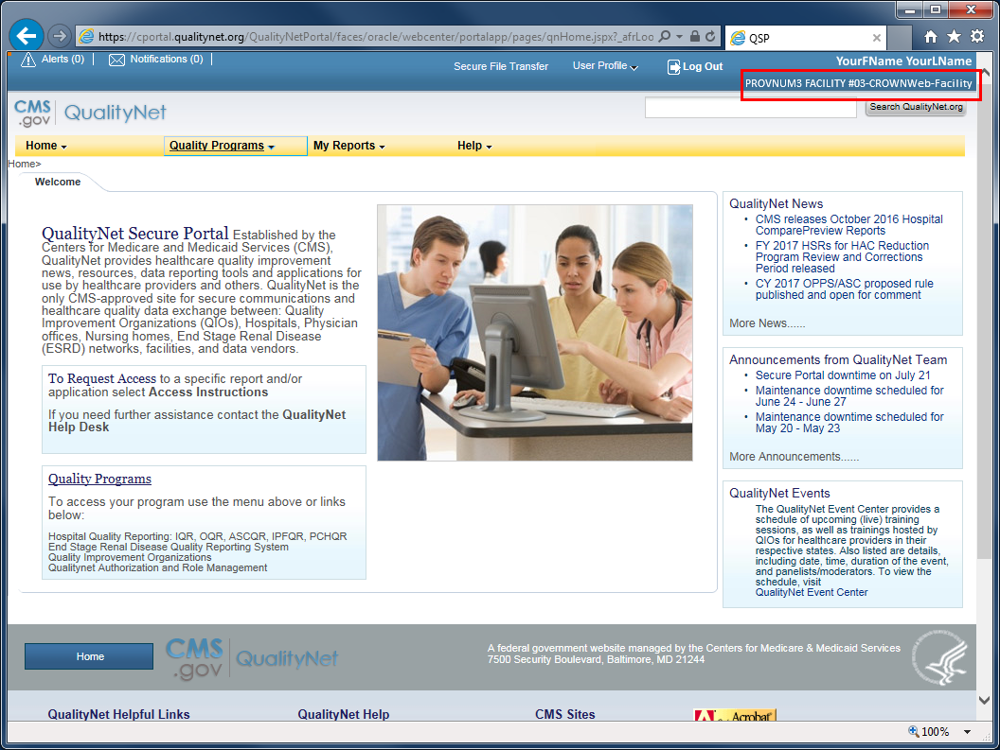 https://cportal.qualitynet.org/QualityNetPortal/faces/oracle/webcenter/portalapp/pages/qnHome.jspx?_afrLoo
QSP
Alerts (0)
Notifications (0)
Secure File Transfer
User Profile
Log Out
YourFName YourLName
PROVNUM3 FACILITY #03-CROWNWeb-Facility
CMS
.gov
QualityNet
Search QualityNet.org
Home
Quality Programs
My Reports
Help
Home>
Welcome
QualityNet Secure Portal Established by the
Centers for Medicare and Medicaid Services (CMS),
QualityNet provides healthcare quality improvement
news, resources, data reporting tools and applications for
use by healthcare providers and others. QualityNet is the
only CMS-approved site for secure communications and
healthcare quality data exchange between: Quality
Improvement Organizations (QIOs), Hospitals, Physician
offices, Nursing homes, End Stage Renal Disease
(ESRD) networks, facilities, and data vendors.
To Request Access to a specific report and/or
application select Access Instructions
If you need further assistance contact the QualityNet
Help Desk
Quality Programs
To access your program use the menu above or links
below:
Hospital Quality Reporting: IQR, OQR, ASCQR, IPFQR, PCHQR
End Stage Renal Disease Quality Reporting System
Quality Improvement Organizations
Qualitynet Authorization and Role Management
QualityNet News
• CMS releases October 2016 Hospital
ComparePreview Reports
• FY 2017 HSRs for HAC Reduction
Program Review and Corrections
Period released
• CY 2017 OPPS/ASC proposed rule
published and open for comment
More News......
Announcements from QualityNet Team
• Secure Portal downtime on July 21
• Maintenance downtime scheduled for
June 24 - June 27
• Maintenance downtime scheduled for
May 20 - May 23
More Announcements......
QualityNet Events
The QualityNet Event Center provides a
schedule of upcoming (live) training
sessions, as well as trainings hosted by
QIOs for healthcare providers in their
respective states. Also listed are details,
including date, time, duration of the event,
and panelists/moderators. To view the
schedule, visit
QualityNet Event Center
Home
CMS
.gov
QualityNet
A federal government website managed by the Centers for Medicare & Medicaid Services
7500 Security Boulevard, Baltimore, MD 21244
QualityNet Helpful Links
QualityNet Help
CMS Sites
Acrobat
100%